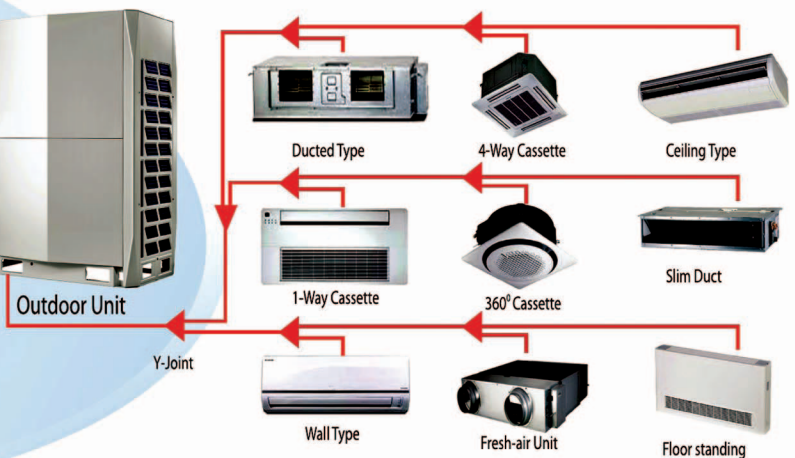 Ducted Type
4-Way Cassette
Ceiling Type
1-Way Cassette
360⁰ Cassette
Slim Duct
Outdoor Unit
Y-Joint
Wall Type
Fresh-air Unit
Floor standing